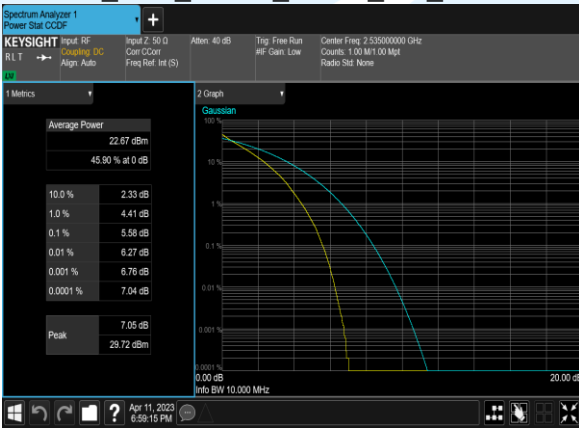 Spectrum Analyzer 1
Power Stat CCDF
KEYSIGHT
RLT
LW
Input: RF
Coupling: DC
Align: Auto
Input Z: 50 Ω
Corr CCorr
Freq Ref: Int (S)
Atten: 40 dB
Trig: Free Run
#IF Gain: Low
Center Freq: 2.535000000 GHz
Counts: 1.00 M/1.00 Mpt
Radio Std: None
1 Metrics
Average Power
22.67 dBm
45.90 % at 0 dB
10.0 % 2.33 dB
1.0 % 4.41 dB
0.1 % 5.58 dB
0.01 % 6.27 dB
0.001 % 6.76 dB
0.0001 % 7.04 dB
Peak
7.05 dB
29.72 dBm
2 Graph
Gaussian
100 %
10 %
1 %
0.1 %
0.01 %
0.001 %
0.0001 %
0.00 dB
20.00 dB
Info BW 10.000 MHz
Apr 11, 2023
6:59:15 PM